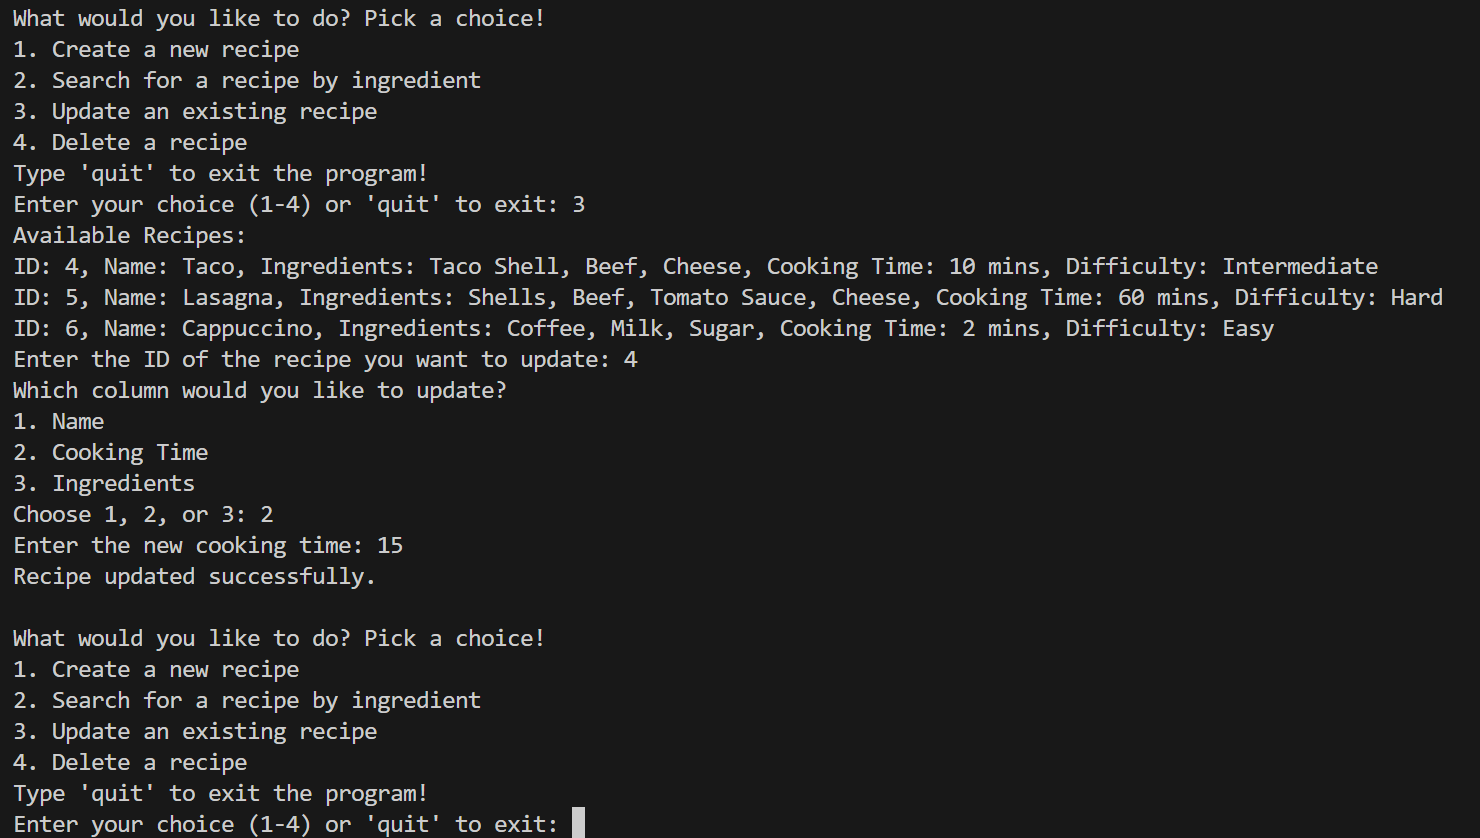 What would you like to do? Pick a choice!
1. Create a new recipe
2. Search for a recipe by ingredient
3. Update an existing recipe
4. Delete a recipe
Type 'quit' to exit the program!
Enter your choice (1-4) or 'quit' to exit: 3
Available Recipes:
ID: 4, Name: Taco, Ingredients: Taco Shell, Beef, Cheese, Cooking Time: 10 mins, Difficulty: Intermediate
ID: 5, Name: Lasagna, Ingredients: Shells, Beef, Tomato Sauce, Cheese, Cooking Time: 60 mins, Difficulty: Hard
ID: 6, Name: Cappuccino, Ingredients: Coffee, Milk, Sugar, Cooking Time: 2 mins, Difficulty: Easy
Enter the ID of the recipe you want to update: 4
Which column would you like to update?
1. Name
2. Cooking Time
3. Ingredients
Choose 1, 2, or 3: 2
Enter the new cooking time: 15
Recipe updated successfully.

What would you like to do? Pick a choice!
1. Create a new recipe
2. Search for a recipe by ingredient
3. Update an existing recipe
4. Delete a recipe
Type 'quit' to exit the program!
Enter your choice (1-4) or 'quit' to exit: